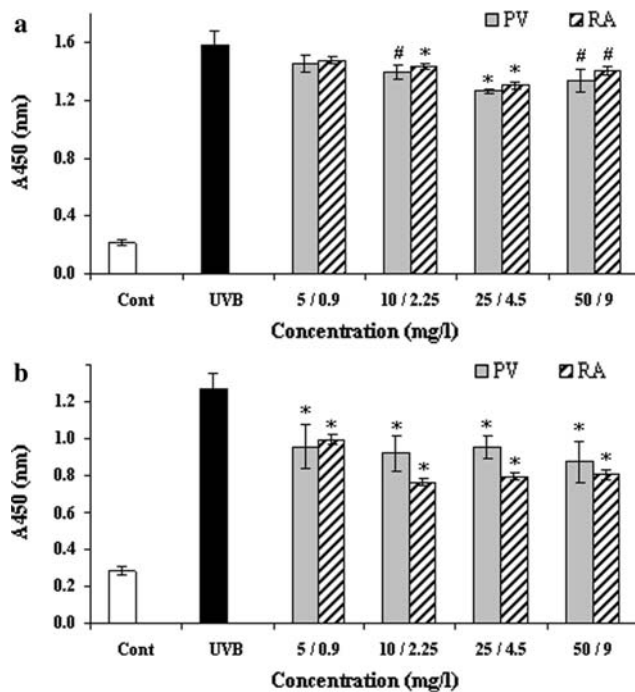 a
PV RA
1.6
# * # #
* *
1.2
A450 (nm)
0.8
0.4
0.0
Cont UVB 5 / 0.9 10 / 2.25 25 / 4.5 50 / 9
Concentration (mg/l)
b
PV RA
1.2
* * * * * * * *
1.0
A450 (nm)
0.8
0.6
0.4
0.2
0.0
Cont UVB 5 / 0.9 10 / 2.25 25 / 4.5 50 / 9
Concentration (mg/l)